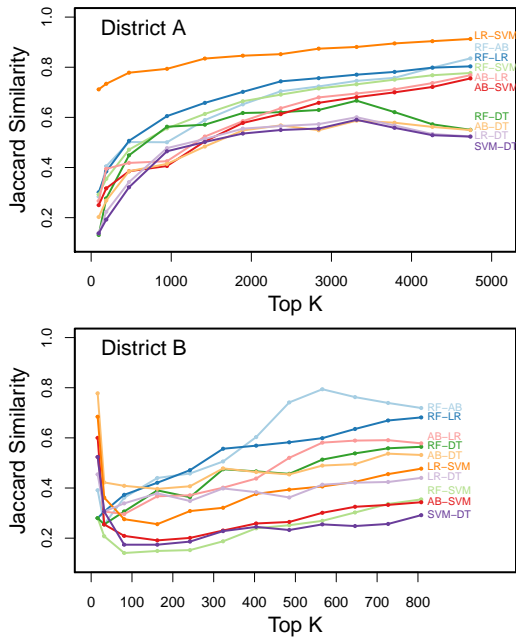 District A
Jaccard Similarity
1.0
0.8
0.6
0.4
0.2
LR−SVM
RF−AB
RF−LR
RF−SVM
AB−LR
AB−SVM
RF−DT
AB−DT
LR−DT
SVM−DT
0 1000 2000 3000 4000 5000
Top K
District B
Jaccard Similarity
1.0
0.8
0.6
0.4
0.2
RF−AB
RF−LR
AB−LR
RF−DT
AB−DT
LR−SVM
LR−DT
RF−SVM
AB−SVM
SVM−DT
0 100 200 300 400 500 600 700 800
Top K